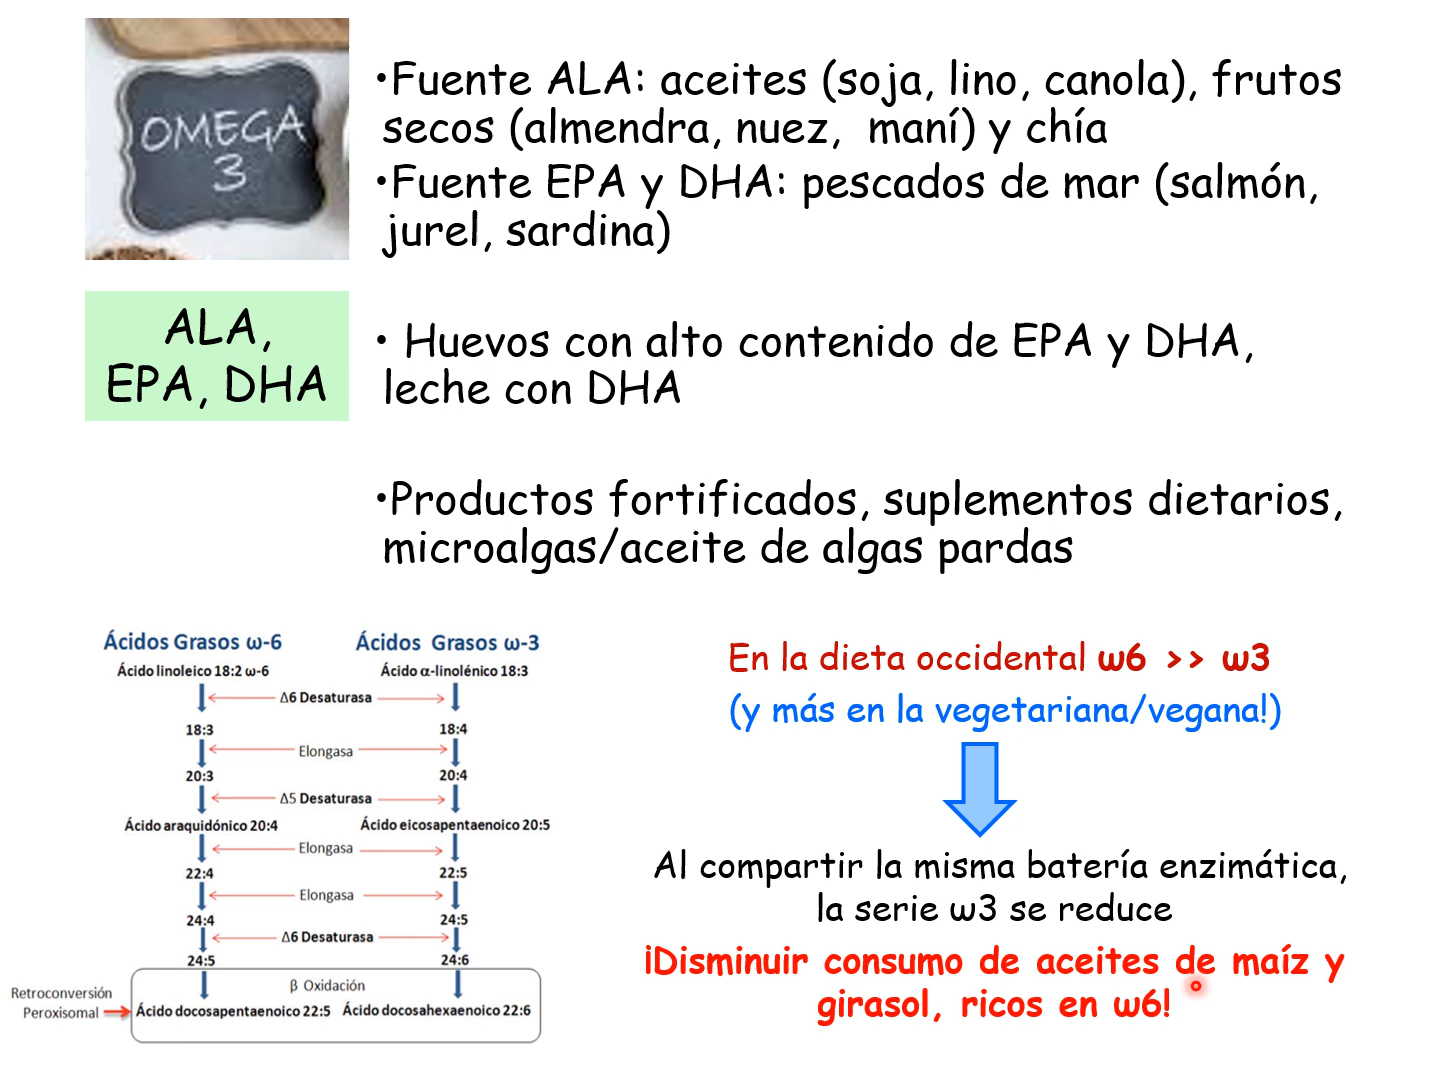 OMEGA
3
•Fuente ALA: aceites (soja, lino, canola), frutos
secos (almendra, nuez,  maní) y chía
•Fuente EPA y DHA: pescados de mar (salmón,
jurel, sardina)
ALA,
EPA, DHA
• Huevos con alto contenido de EPA y DHA,
leche con DHA
•Productos fortificados, suplementos dietarios,
microalgas/aceite de algas pardas
Ácidos Grasos ω-6
Ácidos Grasos ω-3
Ácido linoleico 18:2 ω-6
Ácido α-linolénico 18:3
Δ6 Desaturasa
18:3
18:4
Elongasa
20:3
20:4
Δ5 Desaturasa
Ácido araquidónico 20:4
Ácido eicosapentaenoico 20:5
Elongasa
22:4
22:5
Elongasa
24:4
24:5
Δ6 Desaturasa
24:5
24:6
β Oxidación
Retroconversión
Peroxisomal
Ácido docosapentaenoico 22:5
Ácido docosahexaenoico 22:6
En la dieta occidental ω6 >> ω3
(y más en la vegetariana/vegana!)
Al compartir la misma batería enzimática,
la serie ω3 se reduce
¡Disminuir consumo de aceites de maíz y
girasol, ricos en ω6!